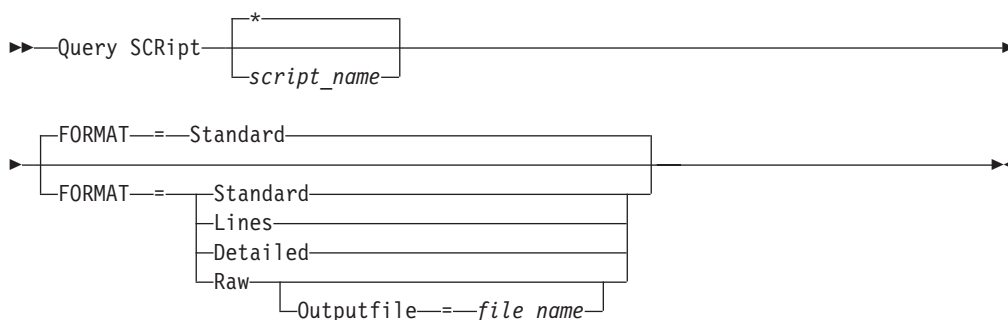 *
Query SCRipt
script_name
FORMAT = Standard
FORMAT = Standard
Lines
Detailed
Raw
Outputfile = file name